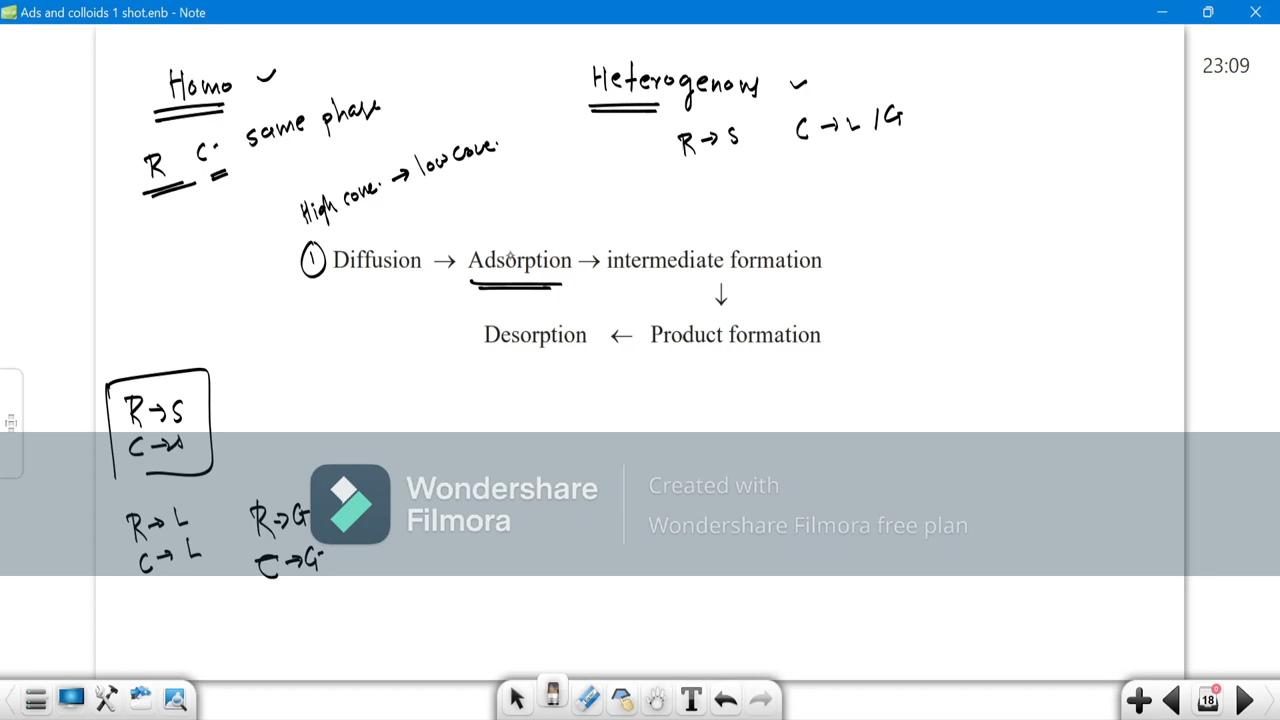 Ads and colloids 1 shot.enb - Note
23:09
Homo ✓
Heterogenous ✓
R C. same phase
R → S C → L / G
High conc. → low conc.
① Diffusion → Adsorption → intermediate formation
↓
Desorption ← Product formation
R → S
C → s
R → L
C → L
R → G
C → G
Wondershare
Filmora
Created with
Wondershare Filmora free plan
T
18